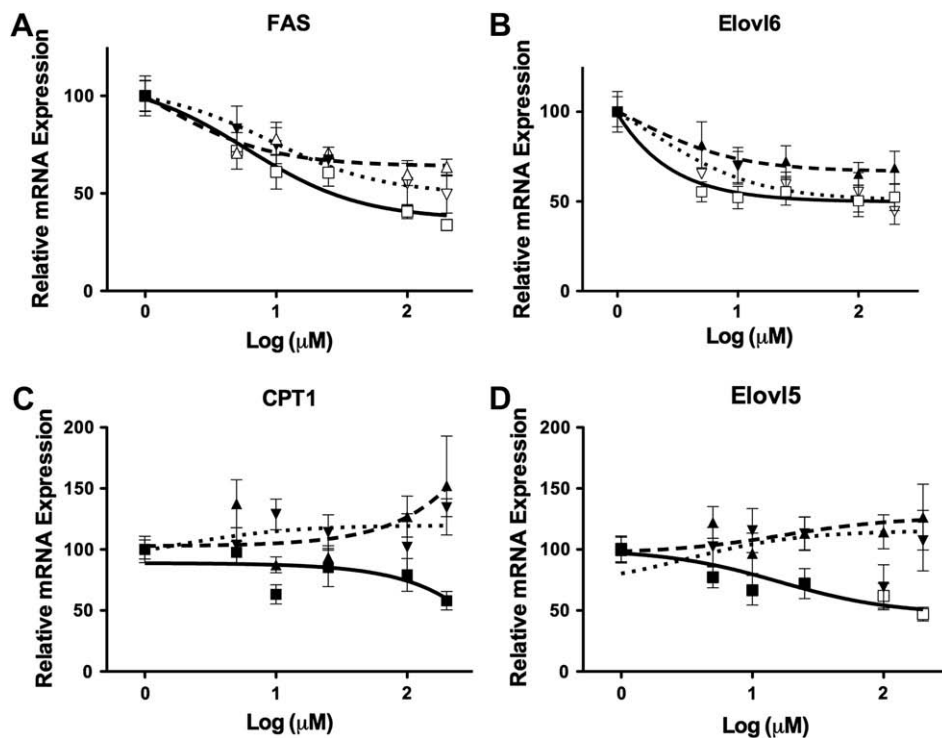 A
FAS
Relative mRNA Expression
100
50
0
0
1
2
Log (μM)
B
Elovl6
Relative mRNA Expression
100
50
0
0
1
2
Log (μM)
C
CPT1
Relative mRNA Expression
200
150
100
50
0
0
1
2
Log (μM)
D
Elovl5
Relative mRNA Expression
200
150
100
50
0
0
1
2
Log (μM)